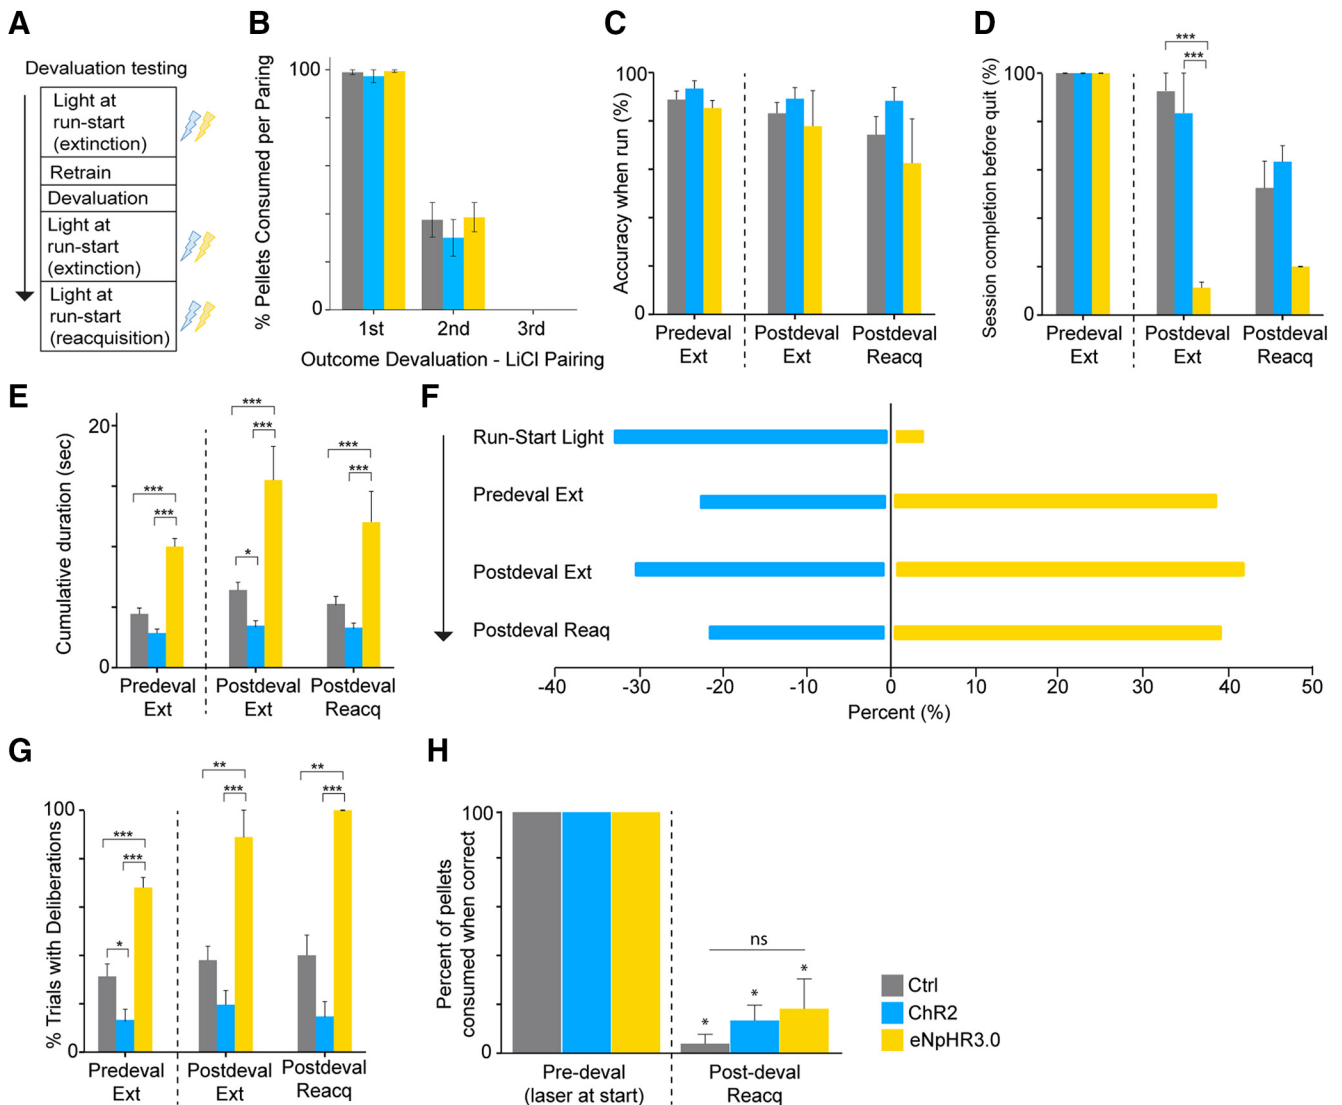 A
Devaluation testing
Light at
run-start
(extinction)
Retrain
Devaluation
Light at
run-start
(extinction)
Light at
run-start
(reacquisition)
B
% Pellets Consumed per Paring
100
0
1st 2nd 3rd
Outcome Devaluation - LiCl Pairing
C
Accuracy when run (%)
100
0
Predeval Postdeval Postdeval
Ext Ext Reacq
D
Session completion before quit (%)
100
0
***
***
Predeval Postdeval Postdeval
Ext Ext Reacq
E
Cumulative duration (sec)
20
0
***
***
***
***
*
***
***
Predeval Postdeval Postdeval
Ext Ext Reacq
F
Run-Start Light
Predeval Ext
Postdeval Ext
Postdeval Reaq
-40 -30 -20 -10 0 10 20 30 40 50
Percent (%)
G
% Trials with Deliberations
100
0
***
***
*
**
***
**
***
Predeval Postdeval Postdeval
Ext Ext Reacq
H
Percent of pellets
consumed when correct
100
0
ns
* * *
Pre-deval Post-deval
(laser at start) Reacq
Ctrl
ChR2
eNpHR3.0